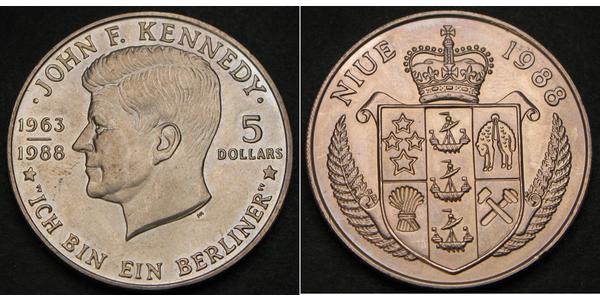 · JOHN F. KENNEDY ·
1963
1988
5
DOLLARS
"ICH BIN EIN BERLINER"
NIUE 1988